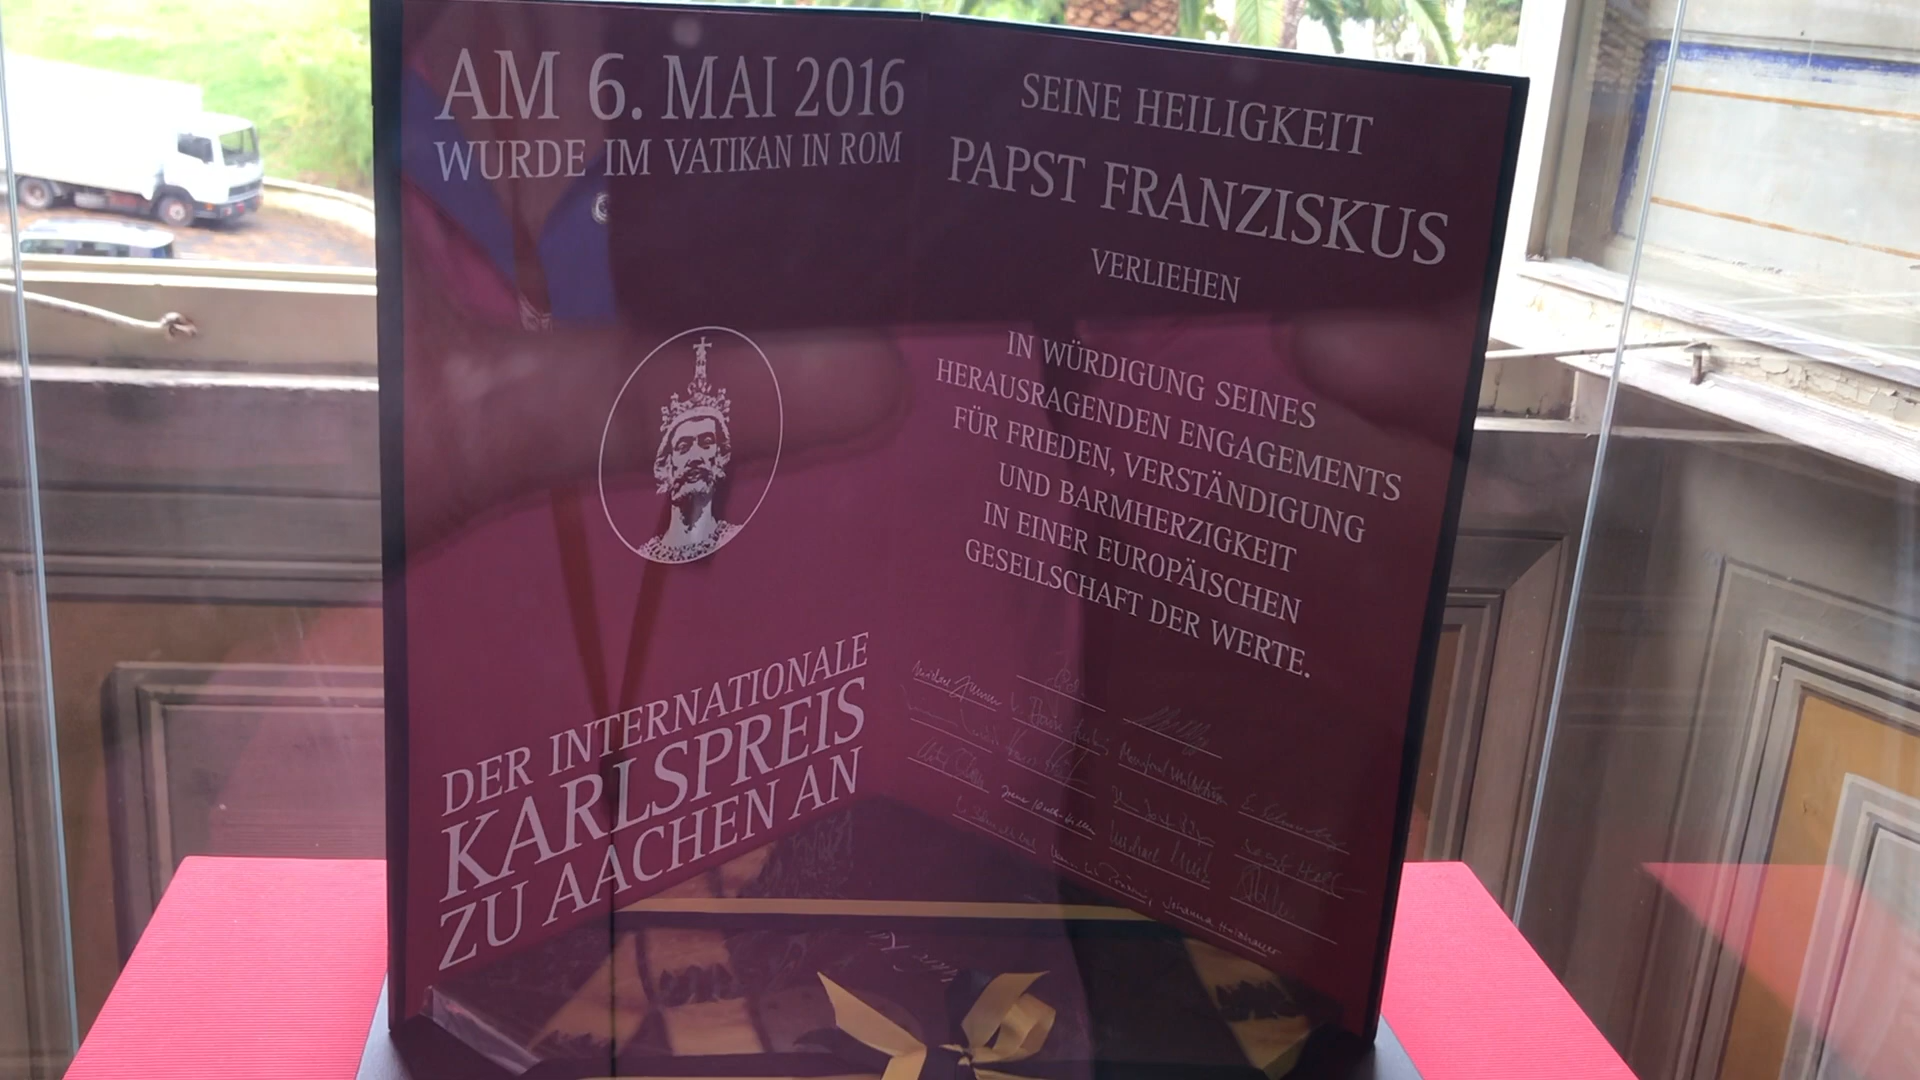 AM 6. MAI 2016
WURDE IM VATIKAN IN ROM
DER INTERNATIONALE
KARLSPREIS
ZU AACHEN AN
SEINE HEILIGKEIT
PAPST FRANZISKUS
VERLIEHEN
IN WÜRDIGUNG SEINES
HERAUSRAGENDEN ENGAGEMENTS
FÜR FRIEDEN, VERSTÄNDIGUNG
UND BARMHERZIGKEIT
IN EINER EUROPÄISCHEN
GESELLSCHAFT DER WERTE.